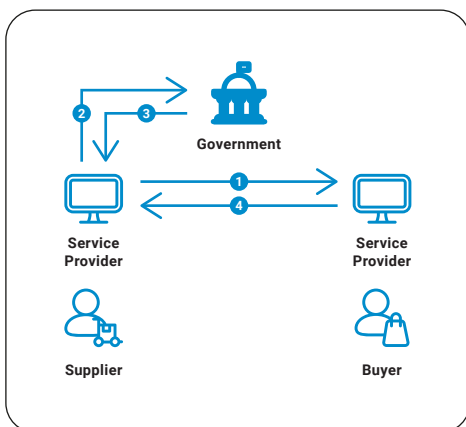 2
3
Government
1
4
Service
Provider
Service
Provider
Supplier
Buyer